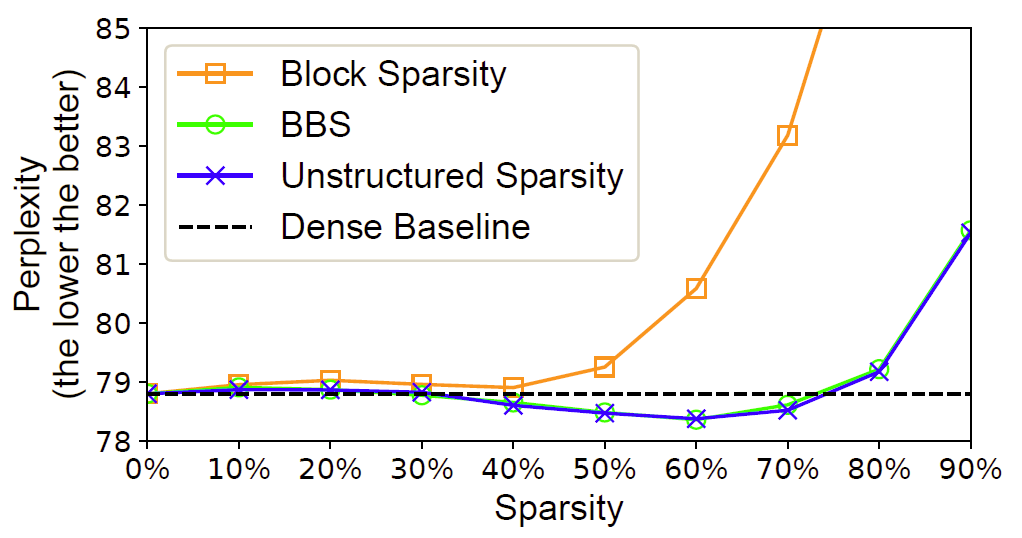 Perplexity
(the lower the better)
85
84
83
82
81
80
79
78
Block Sparsity
BBS
Unstructured Sparsity
Dense Baseline
0% 10% 20% 30% 40% 50% 60% 70% 80% 90%
Sparsity